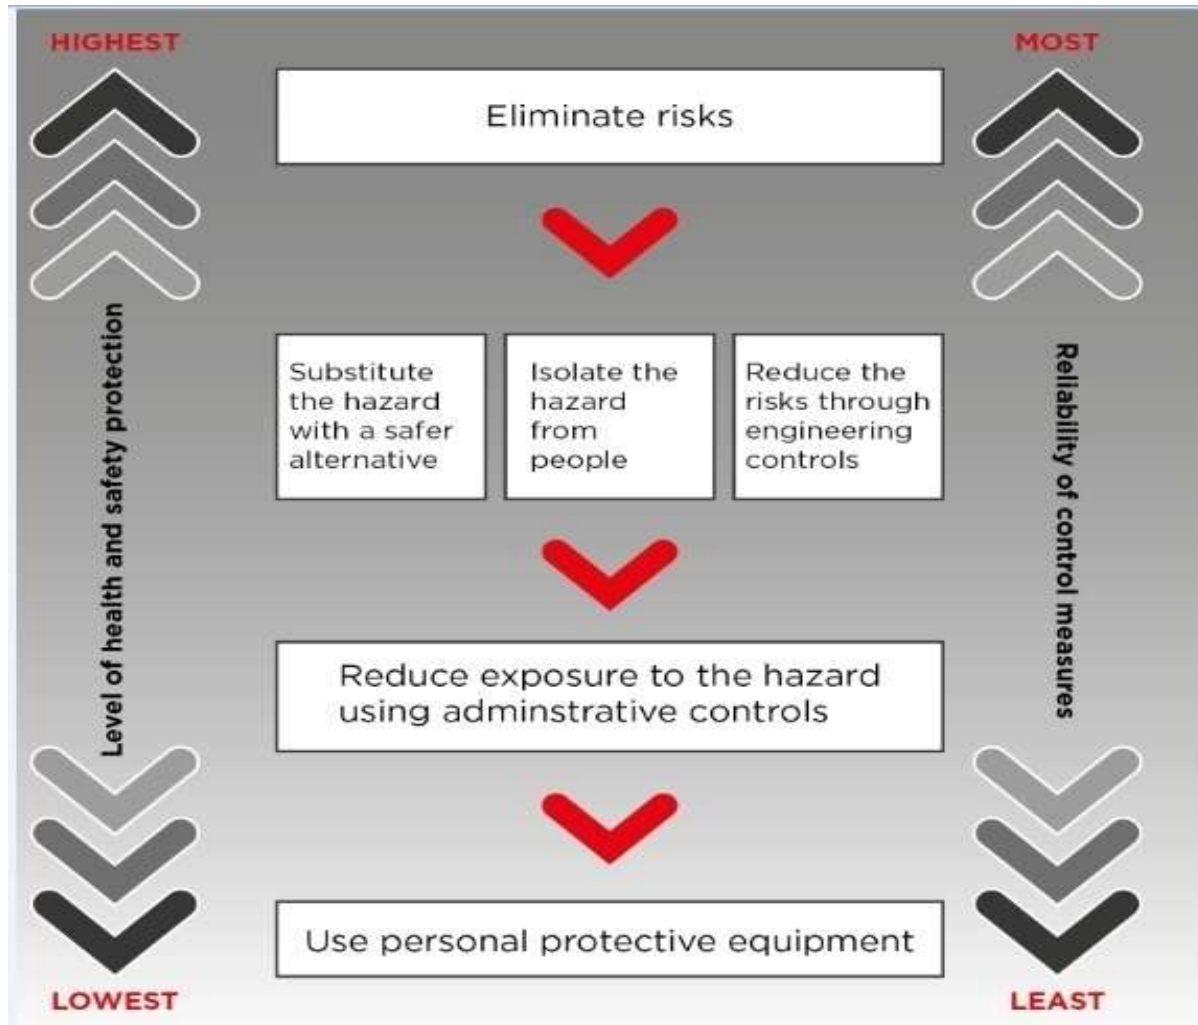 HIGHEST
MOST
Eliminate risks
Substitute
the hazard
with a safer
alternative
Isolate the
hazard
from
people
Reduce the
risks through
engineering
controls
Level of health and safety protection
Reliability of control measures
Reduce exposure to the hazard
using adminstrative controls
Use personal protective equipment
LOWEST
LEAST